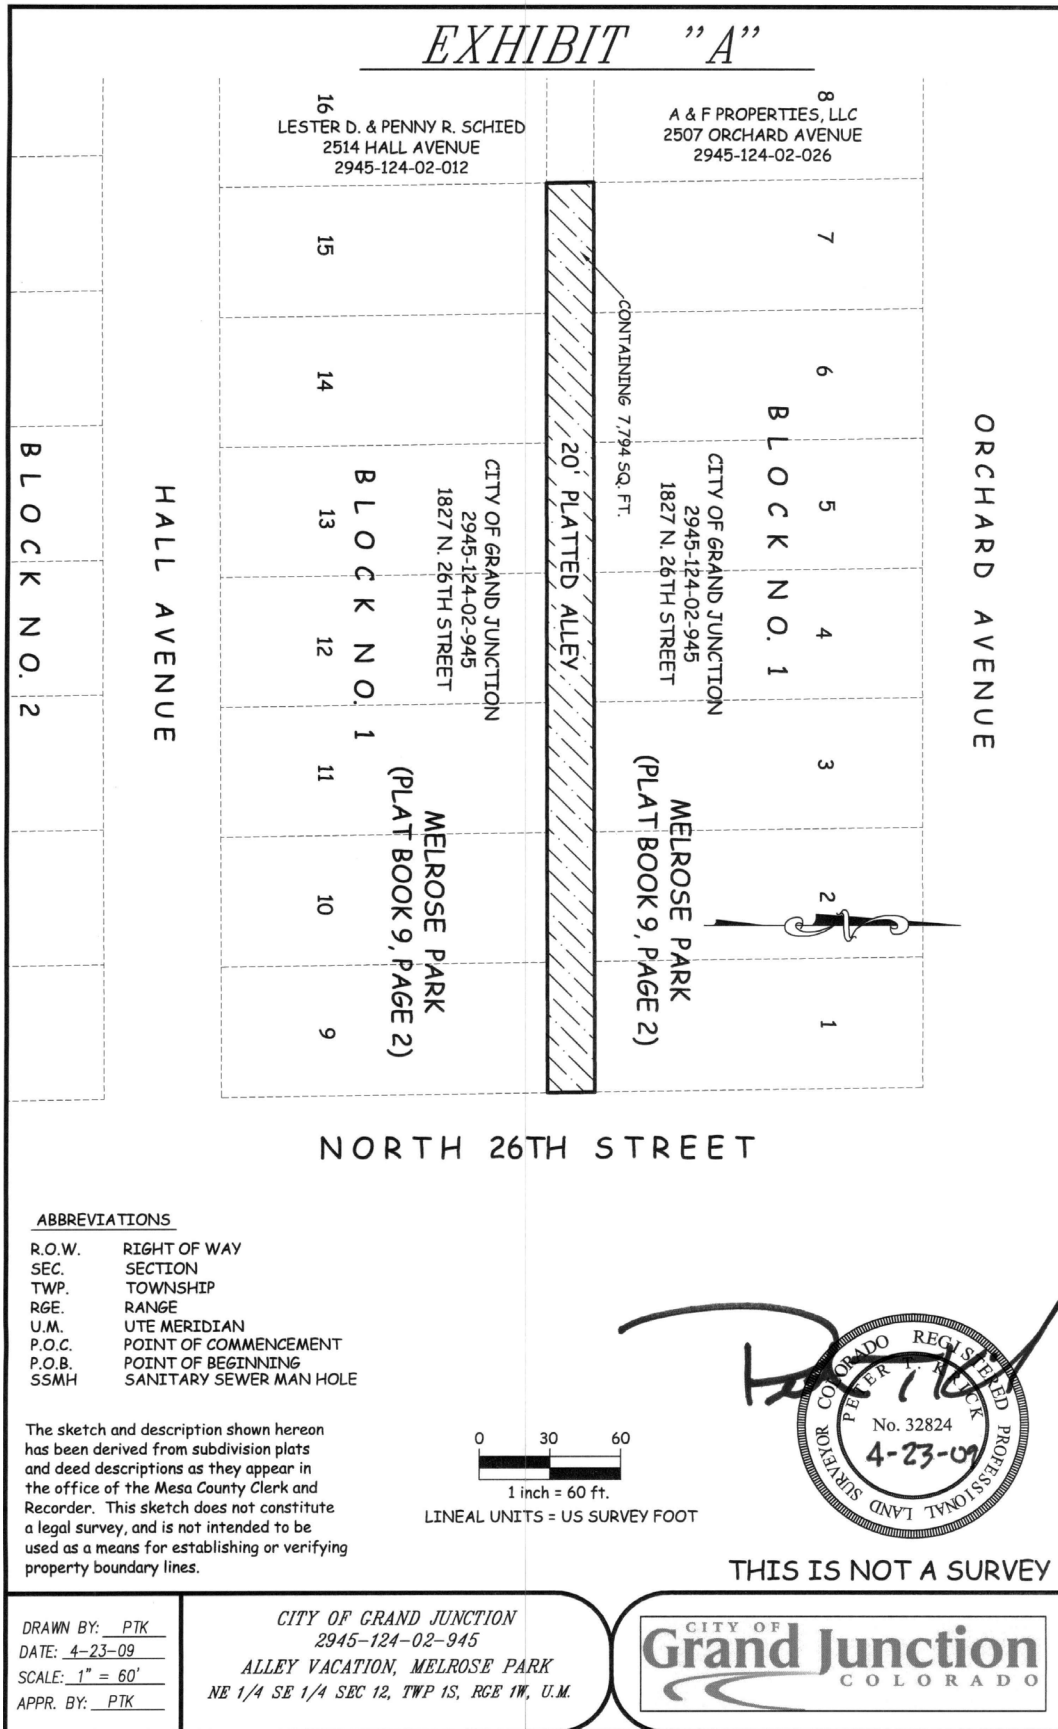 EXHIBIT "A"
16
LESTER D. & PENNY R. SCHIED
2514 HALL AVENUE
2945-124-02-012
8
A & F PROPERTIES, LLC
2507 ORCHARD AVENUE
2945-124-02-026
15
14
13
12
11
10
9
7
6
5
4
3
2
1
CONTAINING 7,794 SQ. FT.
20' PLATTED ALLEY
BLOCK NO. 2
HALL AVENUE
BLOCK NO. 1
CITY OF GRAND JUNCTION
2945-124-02-945
1827 N. 26TH STREET
MELROSE PARK
(PLAT BOOK 9, PAGE 2)
BLOCK NO. 1
CITY OF GRAND JUNCTION
2945-124-02-945
1827 N. 26TH STREET
MELROSE PARK
(PLAT BOOK 9, PAGE 2)
ORCHARD AVENUE
NORTH 26TH STREET
ABBREVIATIONS
R.O.W. RIGHT OF WAY
SEC. SECTION
TWP. TOWNSHIP
RGE. RANGE
U.M. UTE MERIDIAN
P.O.C. POINT OF COMMENCEMENT
P.O.B. POINT OF BEGINNING
SSMH SANITARY SEWER MAN HOLE
The sketch and description shown hereon
has been derived from subdivision plats
and deed descriptions as they appear in
the office of the Mesa County Clerk and
Recorder. This sketch does not constitute
a legal survey, and is not intended to be
used as a means for establishing or verifying
property boundary lines.
0 30 60
1 inch = 60 ft.
LINEAL UNITS = US SURVEY FOOT
COLORADO REGISTERED
PROFESSIONAL LAND SURVEYOR
PETER T. KRICK
No. 32824
4-23-09
THIS IS NOT A SURVEY
DRAWN BY: PTK
DATE: 4-23-09
SCALE: 1" = 60'
APPR. BY: PTK
CITY OF GRAND JUNCTION
2945-124-02-945
ALLEY VACATION, MELROSE PARK
NE 1/4 SE 1/4 SEC 12, TWP 1S, RGE 1W, U.M.
CITY OF
Grand Junction
COLORADO